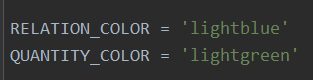 RELATION_COLOR = 'lightblue'
QUANTITY_COLOR = 'lightgreen'